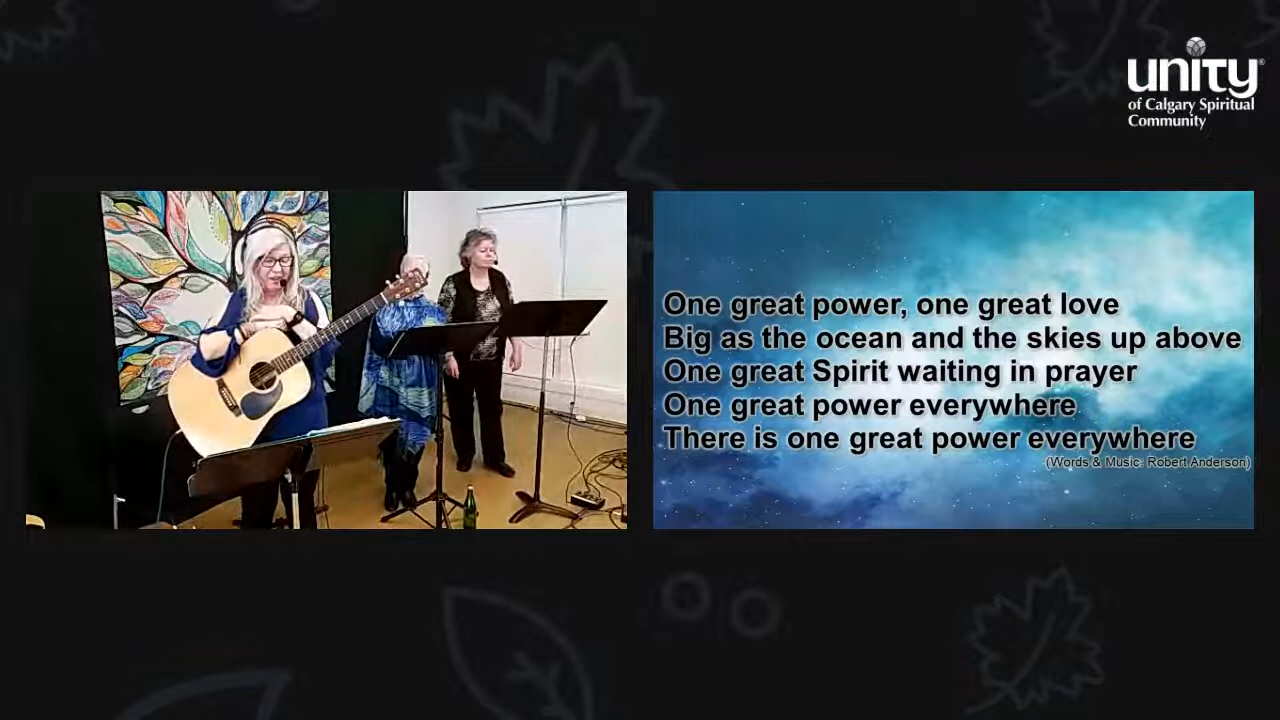 unity®
of Calgary Spiritual
Community
One great power, one great love
Big as the ocean and the skies up above
One great Spirit waiting in prayer
One great power everywhere
There is one great power everywhere
(Words & Music: Robert Anderson)